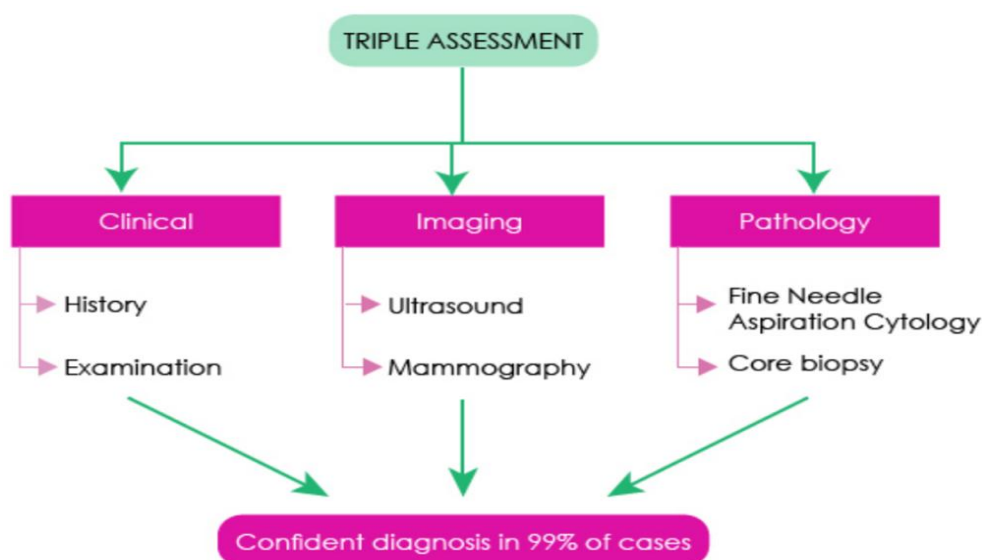 TRIPLE ASSESSMENT
Clinical
History
Examination
Imaging
Ultrasound
Mammography
Pathology
Fine Needle
Aspiration Cytology
Core biopsy
Confident diagnosis in 99% of cases